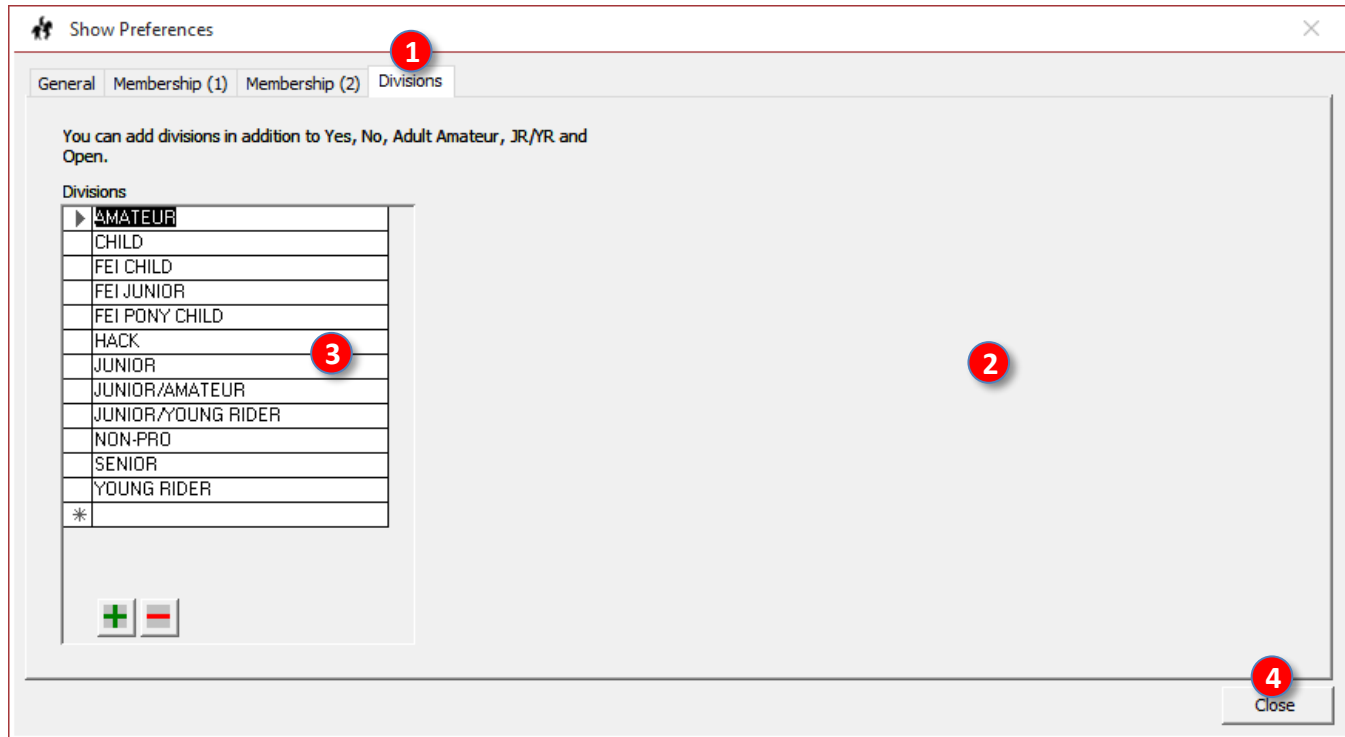 Show Preferences
1
General Membership (1) Membership (2) Divisions
You can add divisions in addition to Yes, No, Adult Amateur, JR/YR and
Open.
Divisions
AMATEUR
CHILD
FEI CHILD
FEI JUNIOR
FEI PONY CHILD
HACK
3
2
JUNIOR
JUNIOR/AMATEUR
JUNIOR/YOUNG RIDER
NON-PRO
SENIOR
YOUNG RIDER
4
Close